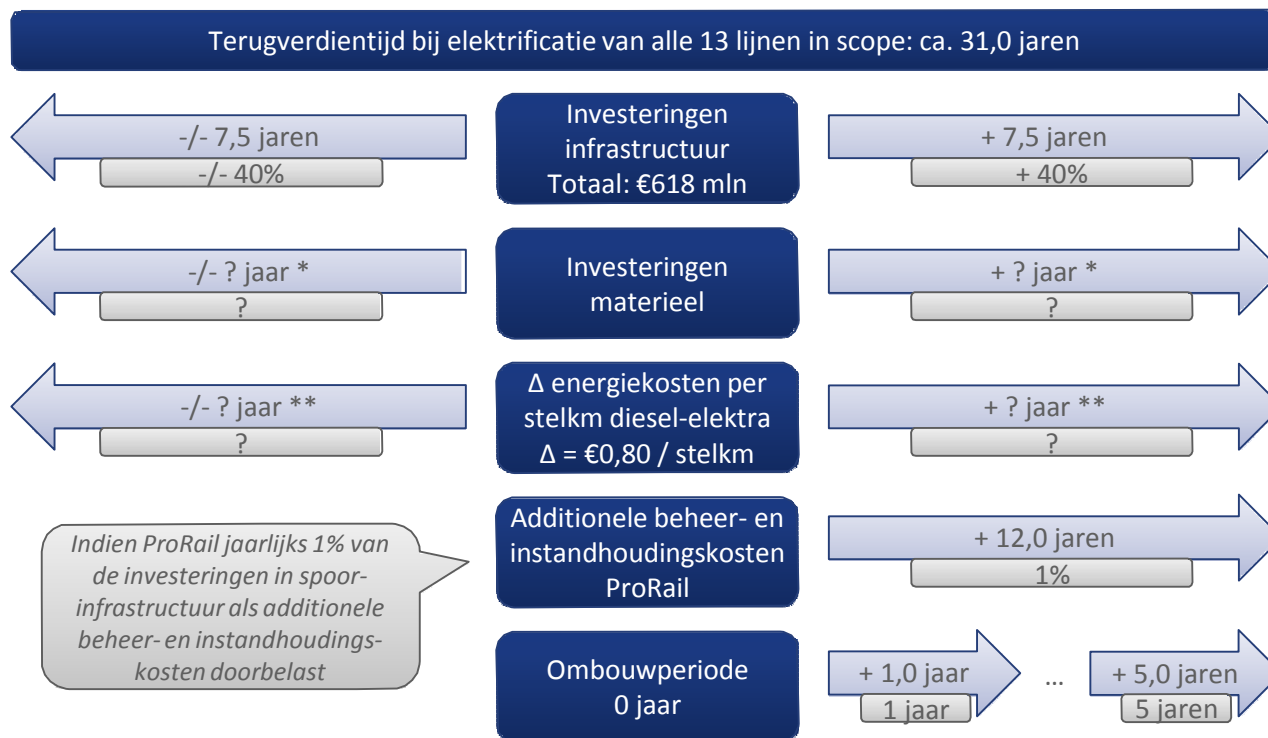 Terugverdientijd bij elektrificatie van alle 13 lijnen in scope: ca. 31,0 jaren
-/- 7,5 jaren
-/- 40%
Investeringen
infrastructuur
Totaal: €618 mln
+ 7,5 jaren
+ 40%
-/- ? jaar *
?
Investeringen
materieel
+ ? jaar *
?
-/- ? jaar **
?
Δ energiekosten per
stelkm diesel-elektra
Δ = €0,80 / stelkm
+ ? jaar **
?
Indien ProRail jaarlijks 1% van
de investeringen in spoor-
infrastructuur als additionele
beheer- en instandhoudings-
kosten doorbelast
Additionele beheer- en
instandhoudingskosten
ProRail
+ 12,0 jaren
1%
Ombouwperiode
0 jaar
+ 1,0 jaar
1 jaar
...
+ 5,0 jaren
5 jaren